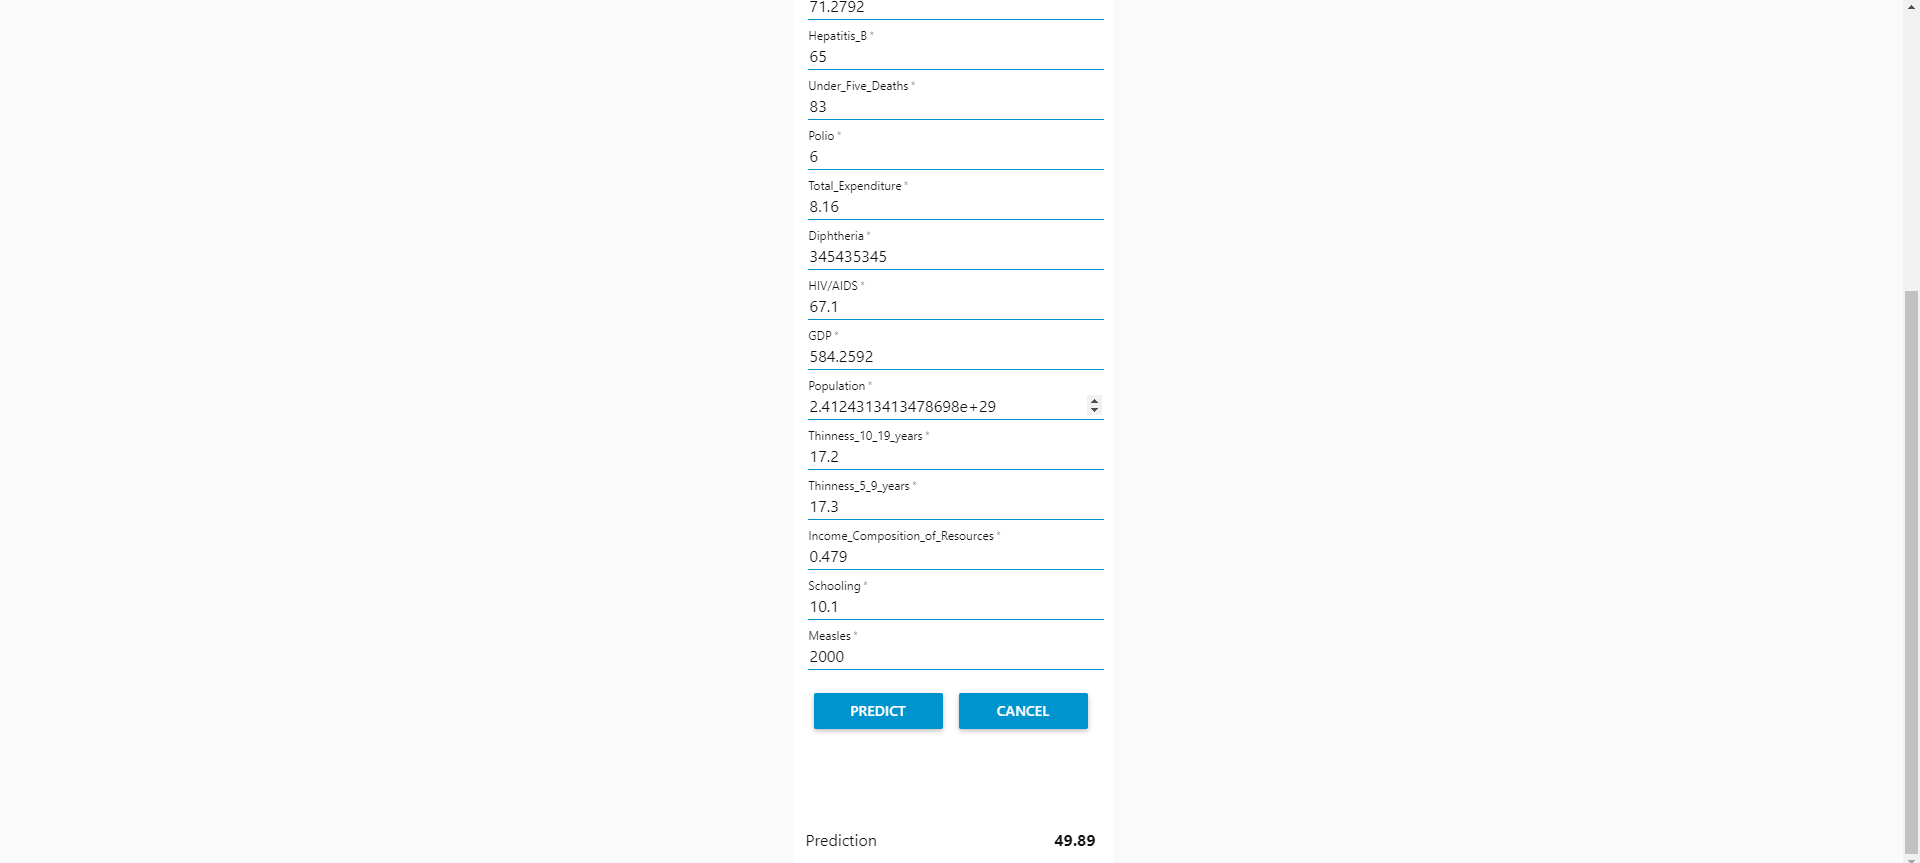 71.2792
Hepatitis_B *
65
Under_Five_Deaths *
83
Polio *
6
Total_Expenditure *
8.16
Diphtheria *
345435345
HIV/AIDS *
67.1
GDP *
584.2592
Population *
2.4124313413478698e+29
Thinness_10_19_years *
17.2
Thinness_5_9_years *
17.3
Income_Composition_of_Resources *
0.479
Schooling *
10.1
Measles *
2000
PREDICT CANCEL
Prediction 49.89